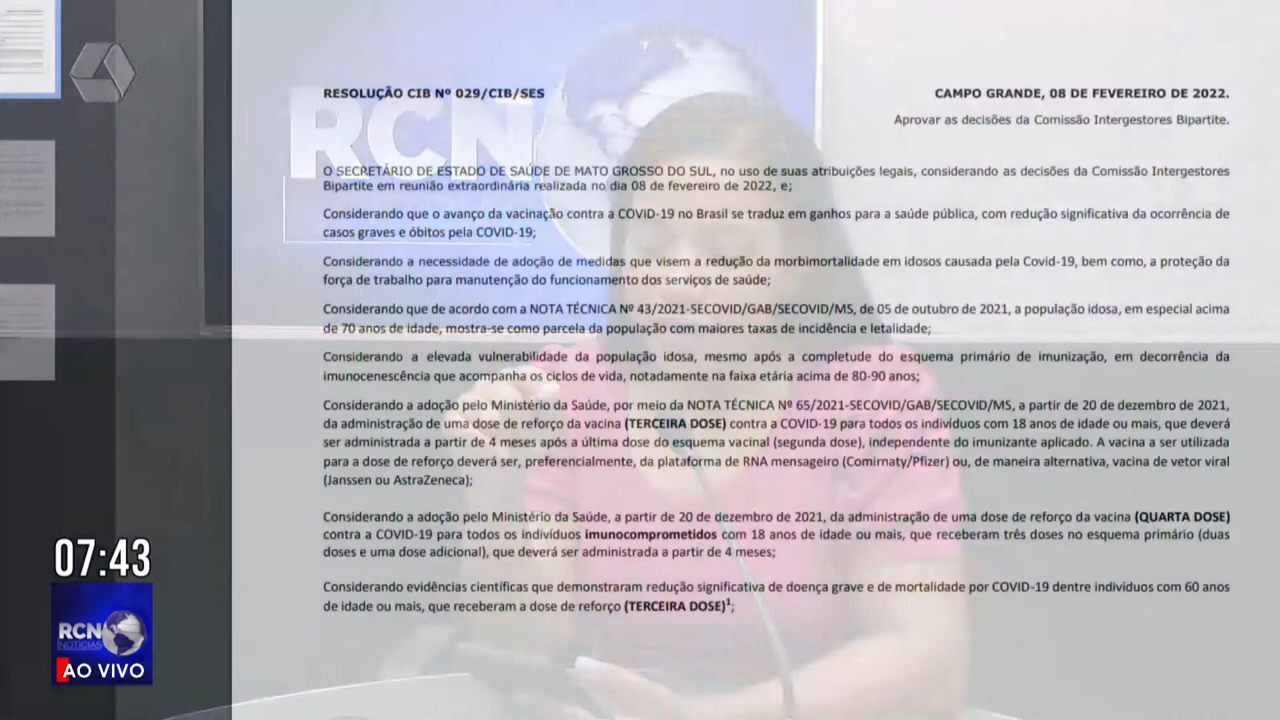 RCN
RESOLUÇÃO CIB Nº 029/CIB/SES
CAMPO GRANDE, 08 DE FEVEREIRO DE 2022.
Aprovar as decisões da Comissão Intergestores Bipartite.
O SECRETÁRIO DE ESTADO DE SAÚDE DE MATO GROSSO DO SUL, no uso de suas atribuições legais, considerando as decisões da Comissão Intergestores
Bipartite em reunião extraordinária realizada no dia 08 de fevereiro de 2022, e;
Considerando que o avanço da vacinação contra a COVID-19 no Brasil se traduz em ganhos para a saúde pública, com redução significativa da ocorrência de
casos graves e óbitos pela COVID-19;
Considerando a necessidade de adoção de medidas que visem a redução da morbimortalidade em idosos causada pela Covid-19, bem como, a proteção da
força de trabalho para manutenção do funcionamento dos serviços de saúde;
Considerando que de acordo com a NOTA TÉCNICA Nº 43/2021-SECOVID/GAB/SECOVID/MS, de 05 de outubro de 2021, a população idosa, em especial acima
de 70 anos de idade, mostra-se como parcela da população com maiores taxas de incidência e letalidade;
Considerando a elevada vulnerabilidade da população idosa, mesmo após a completude do esquema primário de imunização, em decorrência da
imunocenescência que acompanha os ciclos de vida, notadamente na faixa etária acima de 80-90 anos;
Considerando a adoção pelo Ministério da Saúde, por meio da NOTA TÉCNICA Nº 65/2021-SECOVID/GAB/SECOVID/MS, a partir de 20 de dezembro de 2021,
da administração de uma dose de reforço da vacina (TERCEIRA DOSE) contra a COVID-19 para todos os indivíduos com 18 anos de idade ou mais, que deverá
ser administrada a partir de 4 meses após a última dose do esquema vacinal (segunda dose), independente do imunizante aplicado. A vacina a ser utilizada
para a dose de reforço deverá ser, preferencialmente, da plataforma de RNA mensageiro (Comirnaty/Pfizer) ou, de maneira alternativa, vacina de vetor viral
(Janssen ou AstraZeneca);
Considerando a adoção pelo Ministério da Saúde, a partir de 20 de dezembro de 2021, da administração de uma dose de reforço da vacina (QUARTA DOSE)
contra a COVID-19 para todos os indivíduos imunocomprometidos com 18 anos de idade ou mais, que receberam três doses no esquema primário (duas
doses e uma dose adicional), que deverá ser administrada a partir de 4 meses;
Considerando evidências científicas que demonstraram redução significativa de doença grave e de mortalidade por COVID-19 dentre indivíduos com 60 anos
de idade ou mais, que receberam a dose de reforço (TERCEIRA DOSE)¹;
07:43
RCN
NOTÍCIAS
AO VIVO